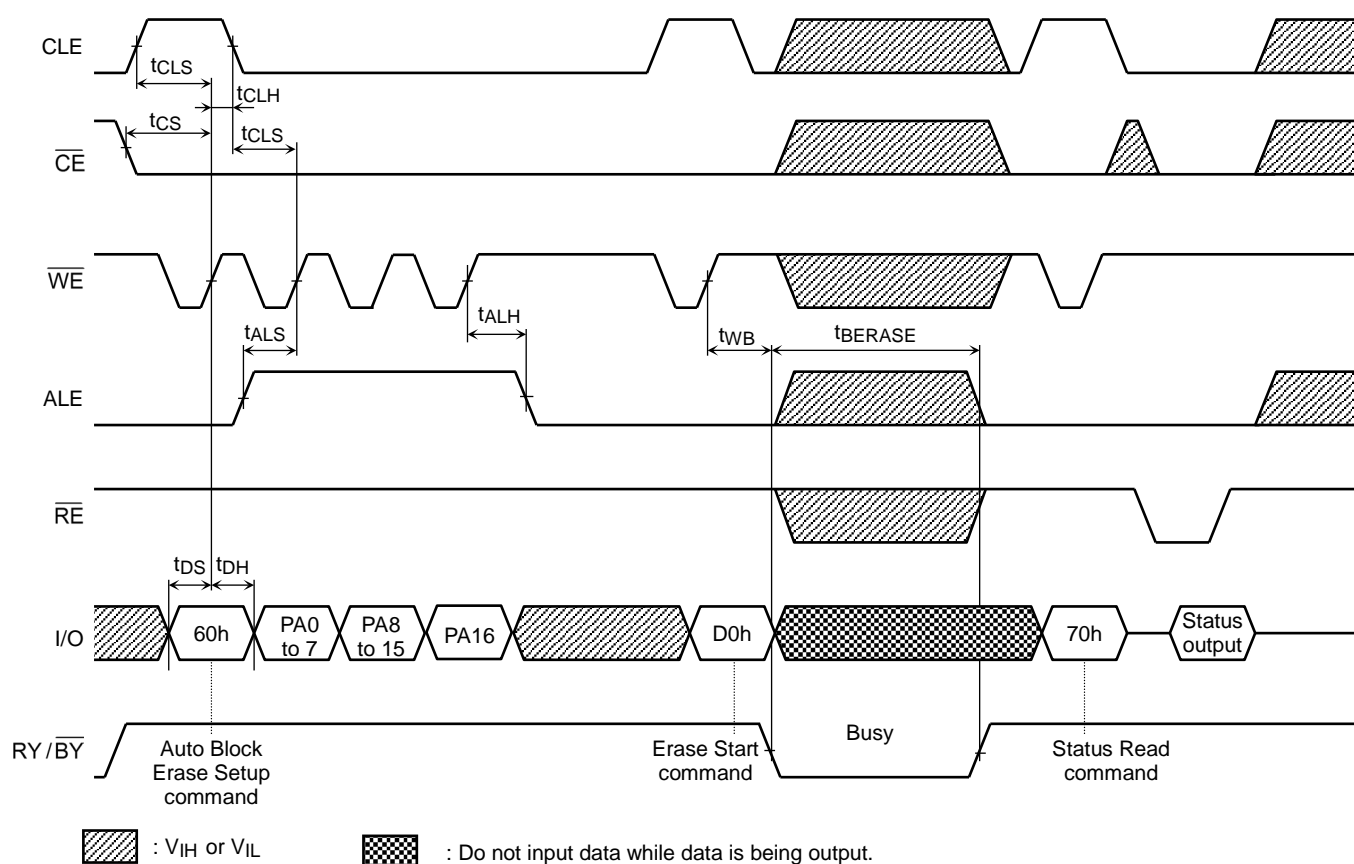 CLE
tCLS
tCLH
tCS
tCLS
CE
WE
tALS
tALH
tWB
tBERASE
ALE
RE
tDS
tDH
I/O
60h
PA0
to 7
PA8
to 15
PA16
D0h
70h
Status
output
RY/BY
Busy
Auto Block
Erase Setup
command
Erase Start
command
Status Read
command
: VIH or VIL
: Do not input data while data is being output.